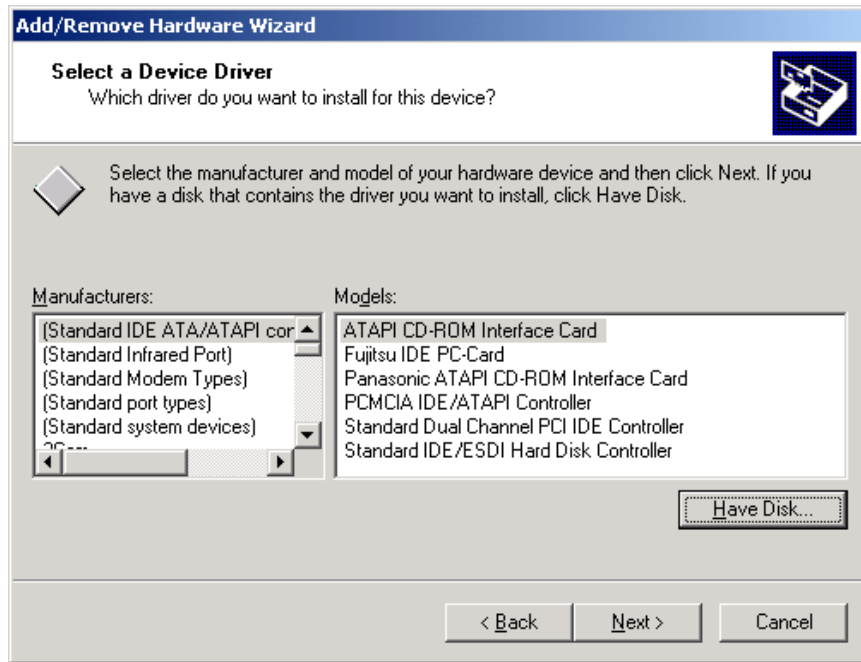 Add/Remove Hardware Wizard
Select a Device Driver
Which driver do you want to install for this device?
Select the manufacturer and model of your hardware device and then click Next. If you
have a disk that contains the driver you want to install, click Have Disk.
Manufacturers:
(Standard IDE ATA/ATAPI con
(Standard Infrared Port)
(Standard Modem Types)
(Standard port types)
(Standard system devices)
Models:
ATAPI CD-ROM Interface Card
Fujitsu IDE PC-Card
Panasonic ATAPI CD-ROM Interface Card
PCMCIA IDE/ATAPI Controller
Standard Dual Channel PCI IDE Controller
Standard IDE/ESDI Hard Disk Controller
Have Disk...
< Back
Next >
Cancel